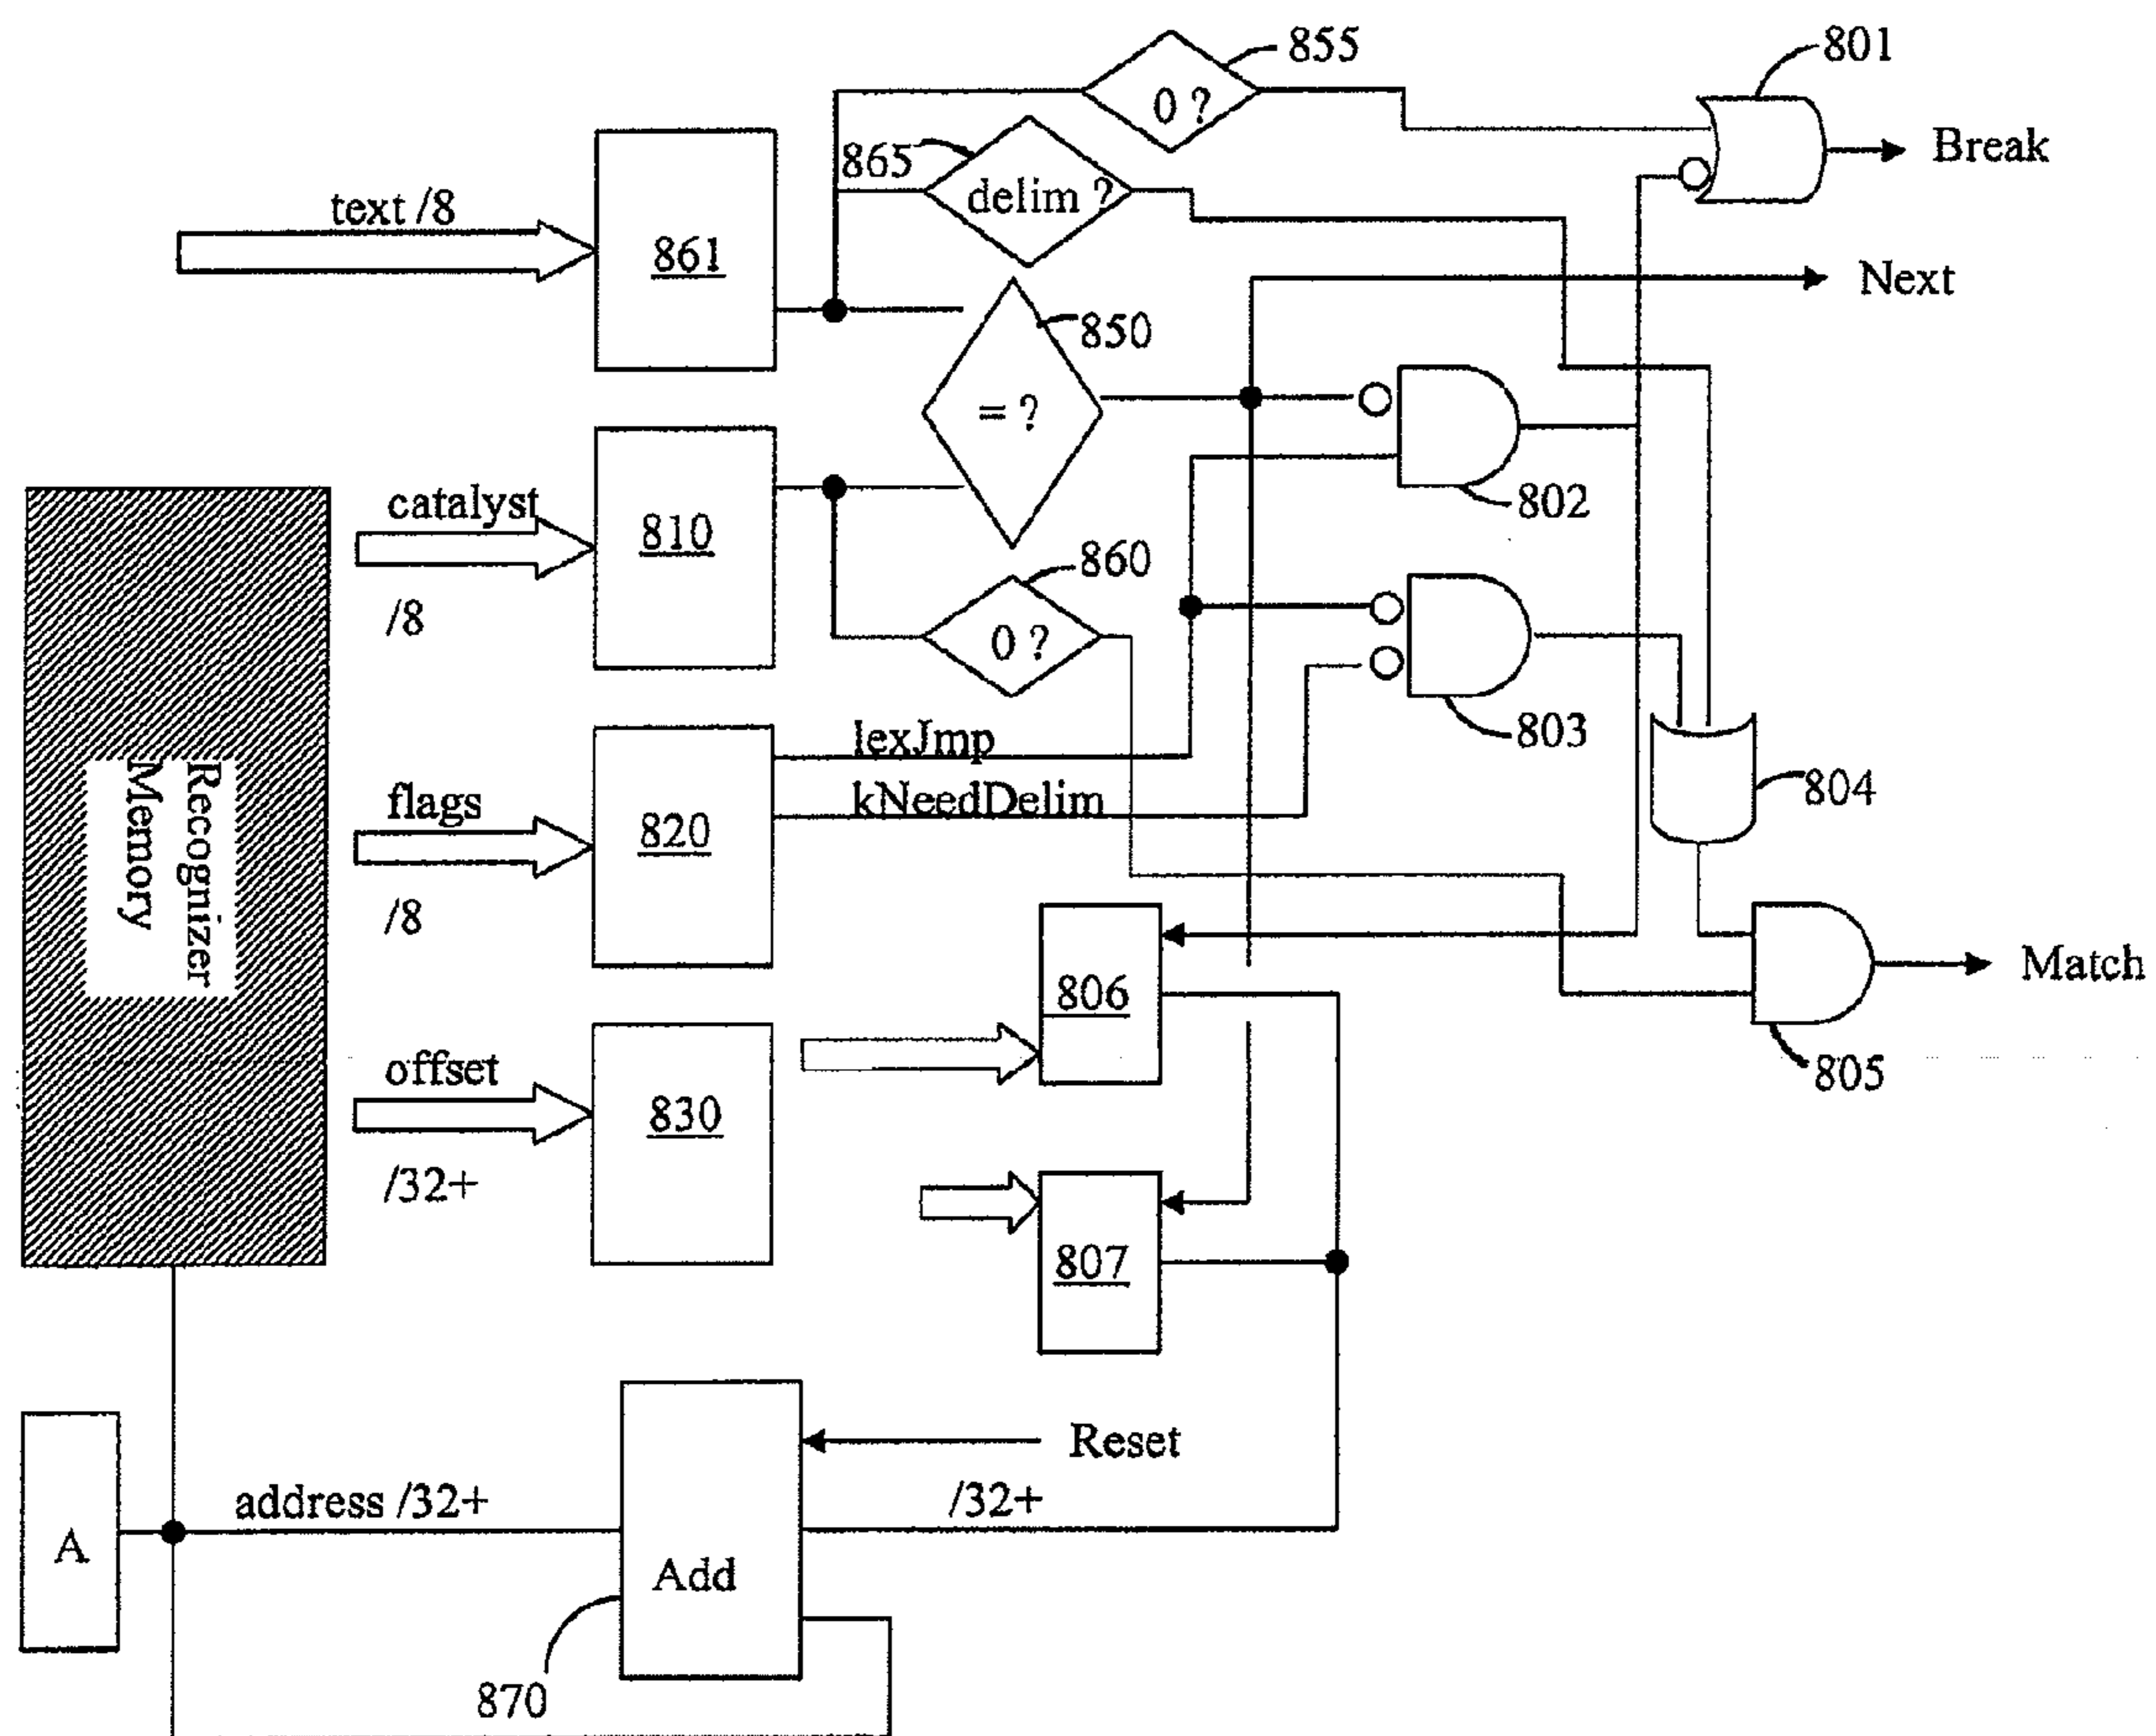 855
0 ?
801
Break
865
delim ?
text /8
861
Next
850
= ?
802
catalyst
/8
810
860
0 ?
803
lexJmp
kNeedDelim
804
flags
/8
820
Recognizer
Memory
806
Match
805
offset
/32+
830
807
Reset
address /32+
/32+
A
Add
870